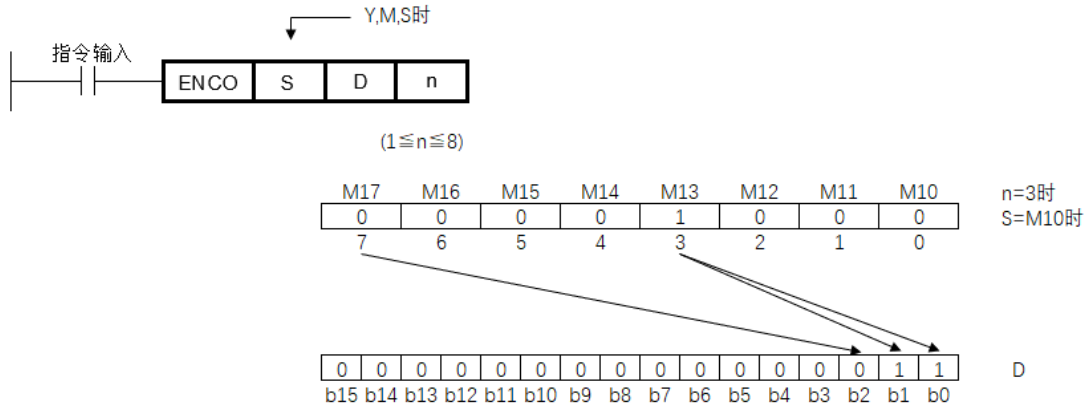 Y,M,S时
指令输入
ENCO S D n
(1≦n≦8)
M17 M16 M15 M14 M13 M12 M11 M10 n=3时
0 0 0 0 1 0 0 0 S=M10时
7 6 5 4 3 2 1 0
0 0 0 0 0 0 0 0 0 0 0 0 0 0 1 1 D
b15 b14 b13 b12 b11 b10 b9 b8 b7 b6 b5 b4 b3 b2 b1 b0